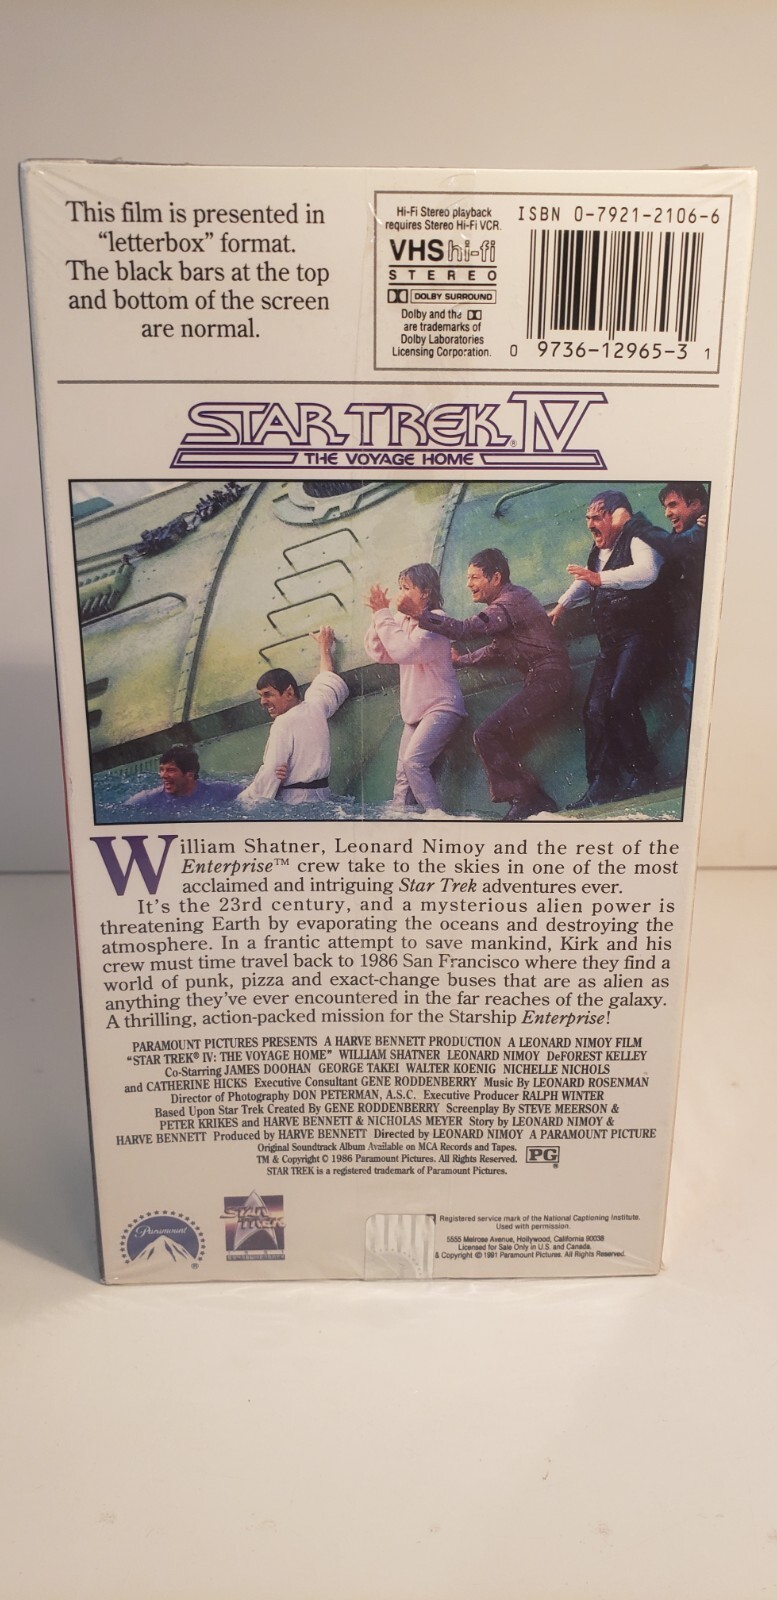 This film is presented in
“letterbox” format.
The black bars at the top
and bottom of the screen
are normal.
Hi-Fi Stereo playback
requires Stereo Hi-Fi VCR.
VHS hi-fi
STEREO
DOLBY SURROUND
Dolby and the
are trademarks of
Dolby Laboratories
Licensing Corporation.
ISBN 0-7921-2106-6
0 9736-12965-3 1
STAR TREK® IV
THE VOYAGE HOME
William Shatner, Leonard Nimoy and the rest of the
Enterprise™ crew take to the skies in one of the most
acclaimed and intriguing Star Trek adventures ever.
It's the 23rd century, and a mysterious alien power is
threatening Earth by evaporating the oceans and destroying the
atmosphere. In a frantic attempt to save mankind, Kirk and his
crew must time travel back to 1986 San Francisco where they find a
world of punk, pizza and exact-change buses that are as alien as
anything they've ever encountered in the far reaches of the galaxy.
A thrilling, action-packed mission for the Starship Enterprise!
PARAMOUNT PICTURES PRESENTS A HARVE BENNETT PRODUCTION A LEONARD NIMOY FILM
“STAR TREK® IV: THE VOYAGE HOME” WILLIAM SHATNER LEONARD NIMOY DeFOREST KELLEY
Co-Starring JAMES DOOHAN GEORGE TAKEI WALTER KOENIG NICHELLE NICHOLS
and CATHERINE HICKS Executive Consultant GENE RODDENBERRY Music By LEONARD ROSENMAN
Director of Photography DON PETERMAN, A.S.C. Executive Producer RALPH WINTER
Based Upon Star Trek Created By GENE RODDENBERRY Screenplay By STEVE MEERSON &
PETER KRIKES and HARVE BENNETT & NICHOLAS MEYER Story by LEONARD NIMOY &
HARVE BENNETT Produced by HARVE BENNETT Directed by LEONARD NIMOY A PARAMOUNT PICTURE
Original Soundtrack Album Available on MCA Records and Tapes.
TM & Copyright © 1986 Paramount Pictures. All Rights Reserved.
STAR TREK is a registered trademark of Paramount Pictures.
PG ®
Paramount ®
STAR TREK
Registered service mark of the National Captioning Institute.
Used with permission.
5555 Melrose Avenue, Hollywood, California 90038
Licensed for Sale Only in U.S. and Canada.
& Copyright © 1991 Paramount Pictures. All Rights Reserved.